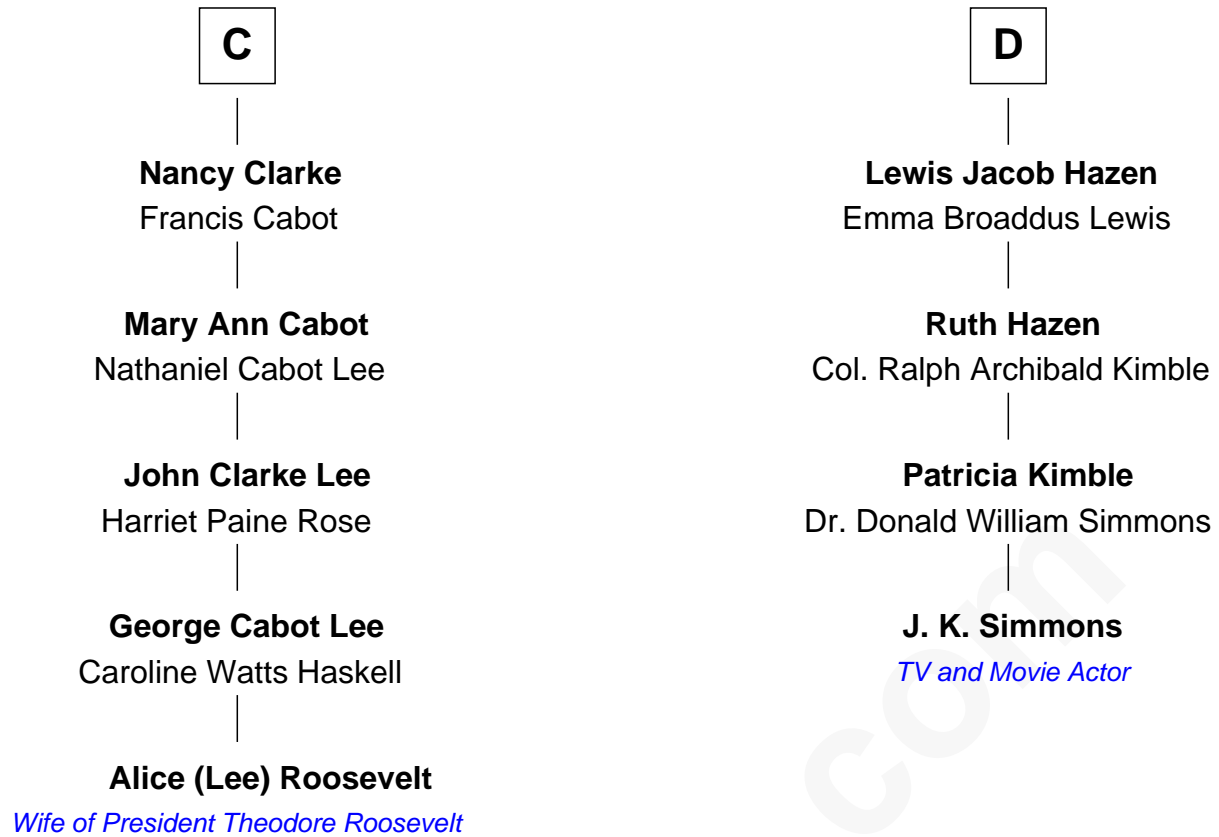 C
Nancy Clarke
Francis Cabot
Mary Ann Cabot
Nathaniel Cabot Lee
John Clarke Lee
Harriet Paine Rose
George Cabot Lee
Caroline Watts Haskell
Alice (Lee) Roosevelt
Wife of President Theodore Roosevelt
D
Lewis Jacob Hazen
Emma Broaddus Lewis
Ruth Hazen
Col. Ralph Archibald Kimble
Patricia Kimble
Dr. Donald William Simmons
J. K. Simmons
TV and Movie Actor
com